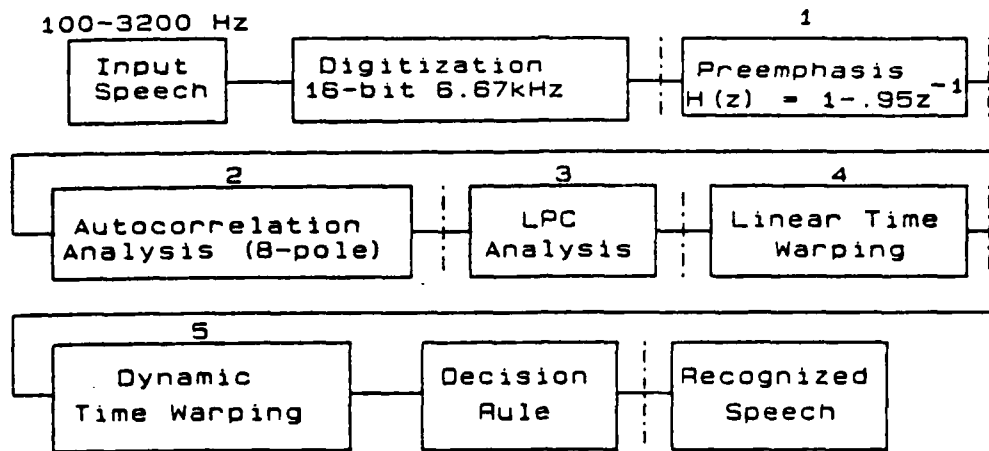 100-3200 Hz
1
Input
Speech
Digitization
16-bit 6.67kHz
Preemphasis
H(z) = 1-.95z^-1
2
3
4
Autocorrelation
Analysis (8-pole)
LPC
Analysis
Linear Time
Warping
5
Dynamic
Time Warping
Decision
Rule
Recognized
Speech